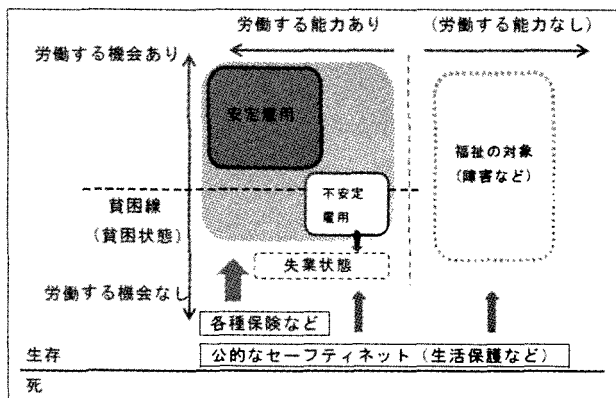 労働する能力あり
(労働する能力なし)
労働する機会あり
安定雇用
福祉の対象
(障害など)
不安定
雇用
貧困線
(貧困状態)
失業状態
労働する機会なし
各種保険など
生存
公的なセーフティネット(生活保護など)
死